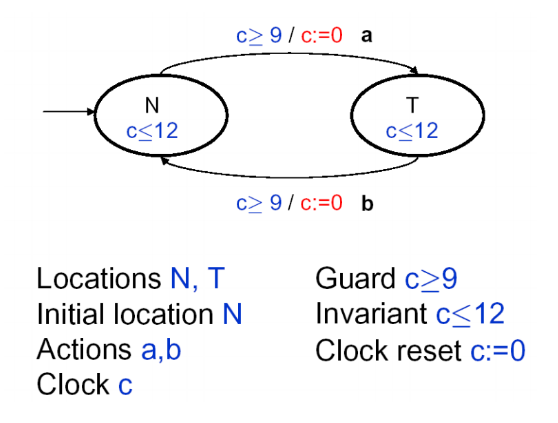 c≥ 9 / c:=0 a
N
c≤12
T
c≤12
c≥ 9 / c:=0 b
Locations N, T
Initial location N
Actions a,b
Clock c
Guard c≥9
Invariant c≤12
Clock reset c:=0